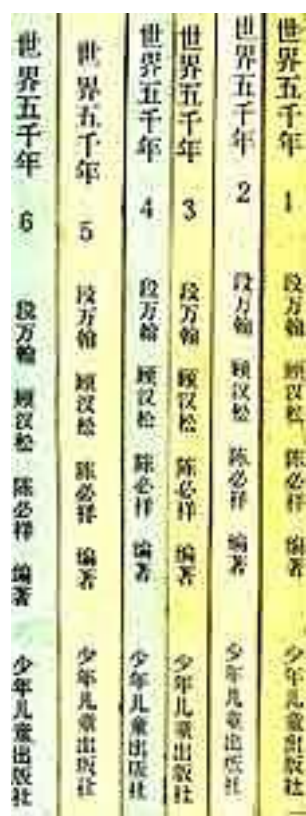 世界五千年 1 段万翰 顾汉松 陈必祥 编著 少年儿童出版社
世界五千年 2 段万翰 顾汉松 陈必祥 编著 少年儿童出版社
世界五千年 3 段万翰 顾汉松 陈必祥 编著 少年儿童出版社
世界五千年 4 段万翰 顾汉松 陈必祥 编著 少年儿童出版社
世界五千年 5 段万翰 顾汉松 陈必祥 编著 少年儿童出版社
世界五千年 6 段万翰 顾汉松 陈必祥 编著 少年儿童出版社